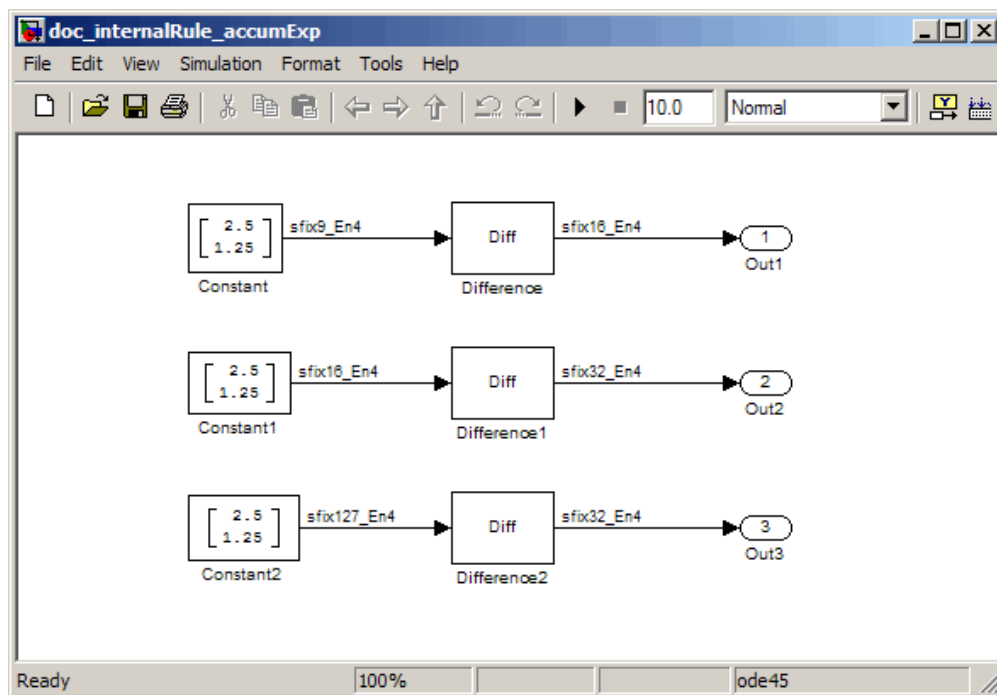 doc_internalRule_accumExp
File Edit View Simulation Format Tools Help
10.0 Normal
2.5
1.25
sfix9_En4
Diff
sfix16_En4
1
Constant
Difference
Out1
2.5
1.25
sfix16_En4
Diff
sfix32_En4
2
Constant1
Difference1
Out2
2.5
1.25
sfix127_En4
Diff
sfix32_En4
3
Constant2
Difference2
Out3
Ready 100% ode45